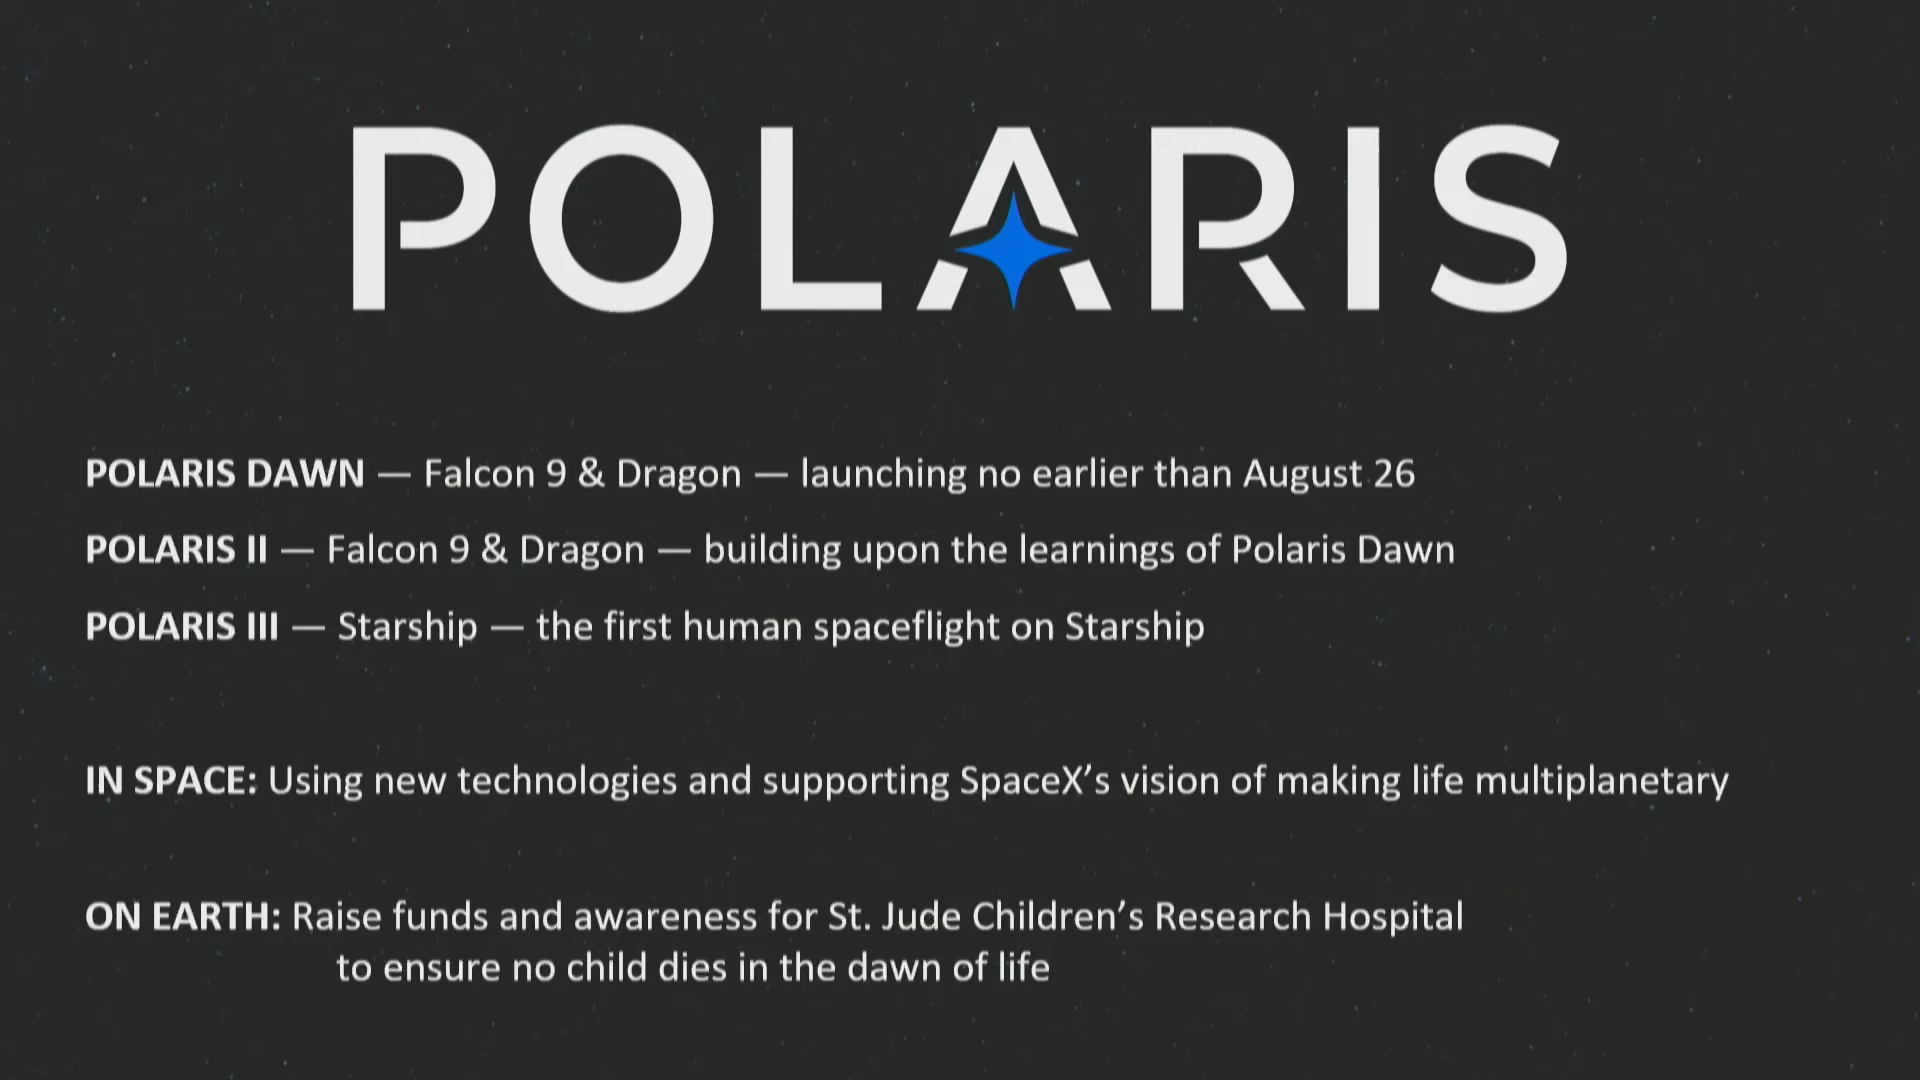 POLARIS
POLARIS DAWN — Falcon 9 & Dragon — launching no earlier than August 26
POLARIS II — Falcon 9 & Dragon — building upon the learnings of Polaris Dawn
POLARIS III — Starship — the first human spaceflight on Starship
IN SPACE: Using new technologies and supporting SpaceX’s vision of making life multiplanetary
ON EARTH: Raise funds and awareness for St. Jude Children’s Research Hospital
to ensure no child dies in the dawn of life